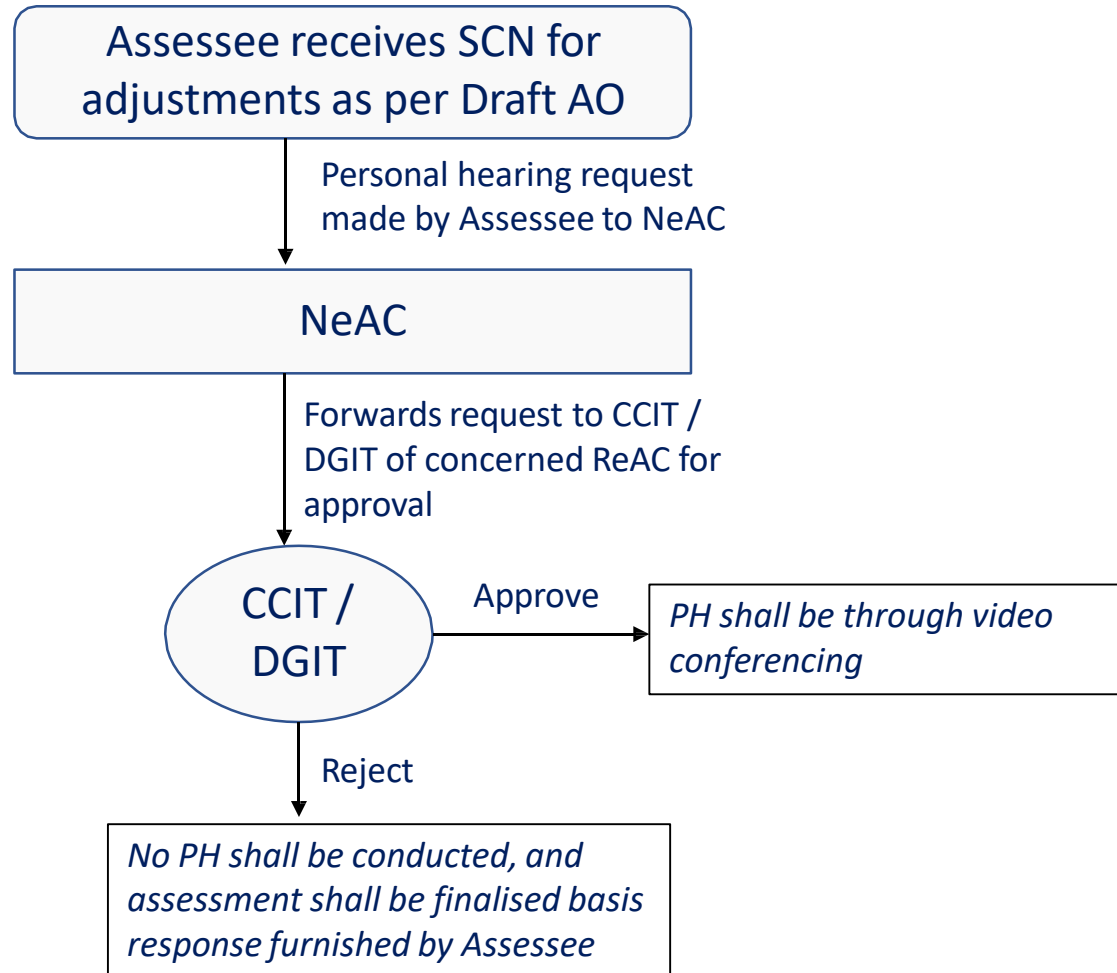 Assessee receives SCN for
adjustments as per Draft AO
Personal hearing request
made by Assessee to NeAC
NeAC
Forwards request to CCIT /
DGIT of concerned ReAC for
approval
CCIT /
DGIT
Approve
PH shall be through video
conferencing
Reject
No PH shall be conducted, and
assessment shall be finalised basis
response furnished by Assessee